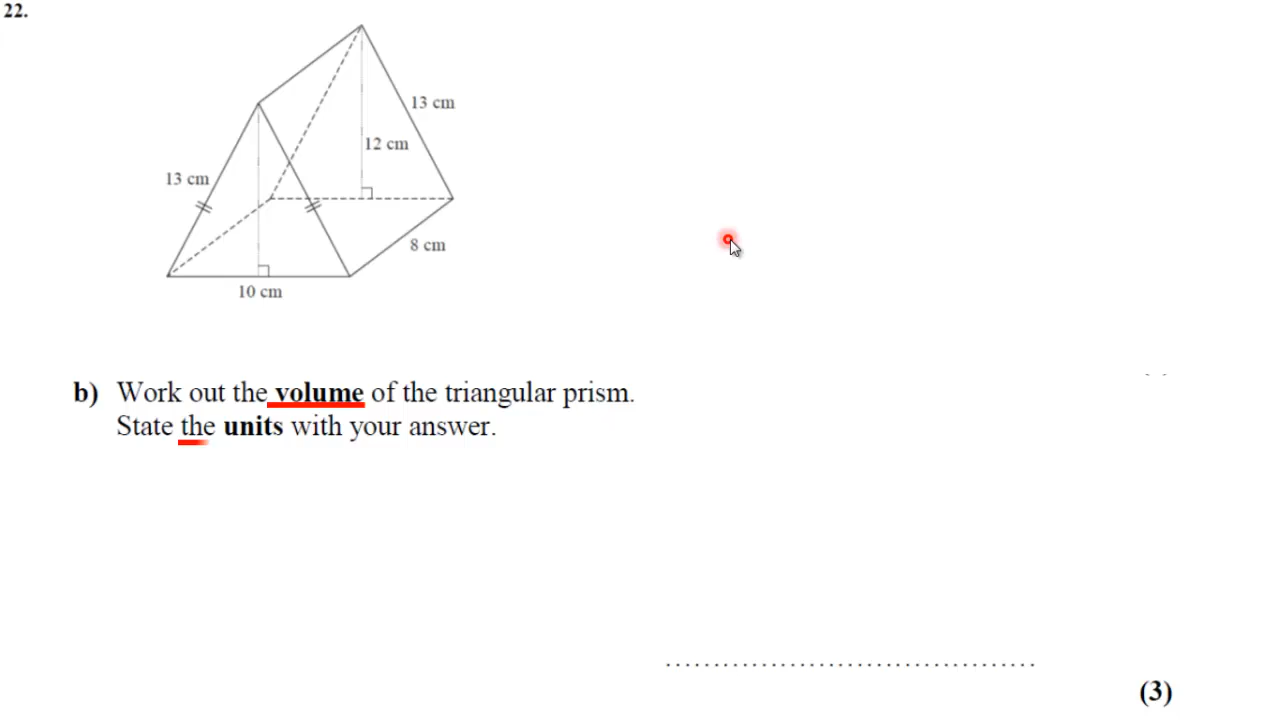 22.
13 cm
12 cm
13 cm
8 cm
10 cm
b) Work out the volume of the triangular prism.
State the units with your answer.
......................................
(3)